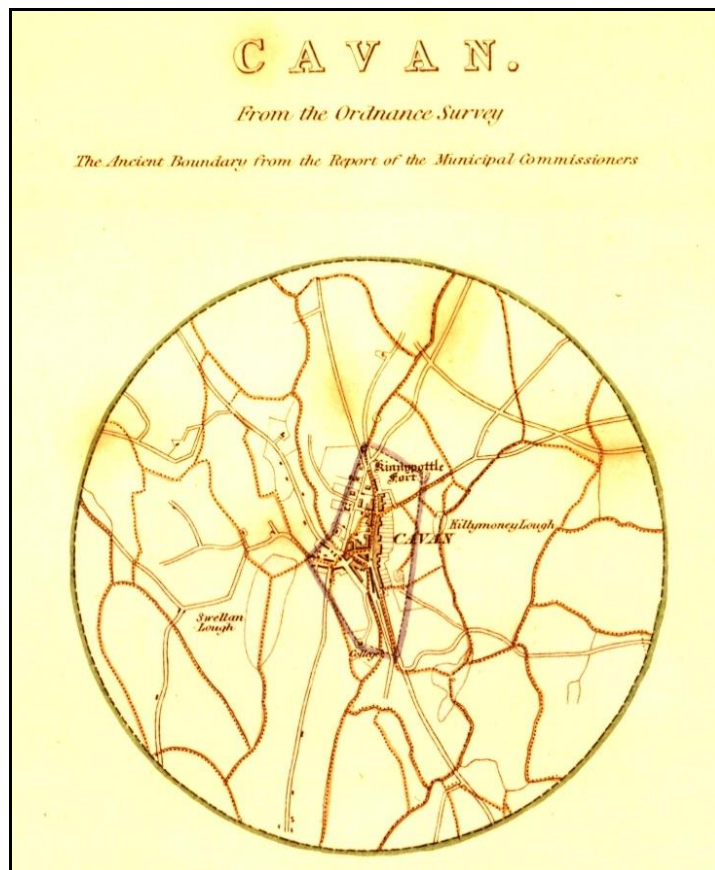 CAVAN.
From the Ordnance Survey
The Ancient Boundary from the Report of the Municipal Commissioners
Kinnypottle
Fort
Killymoney Lough
CAVAN
Swellan
Lough
College